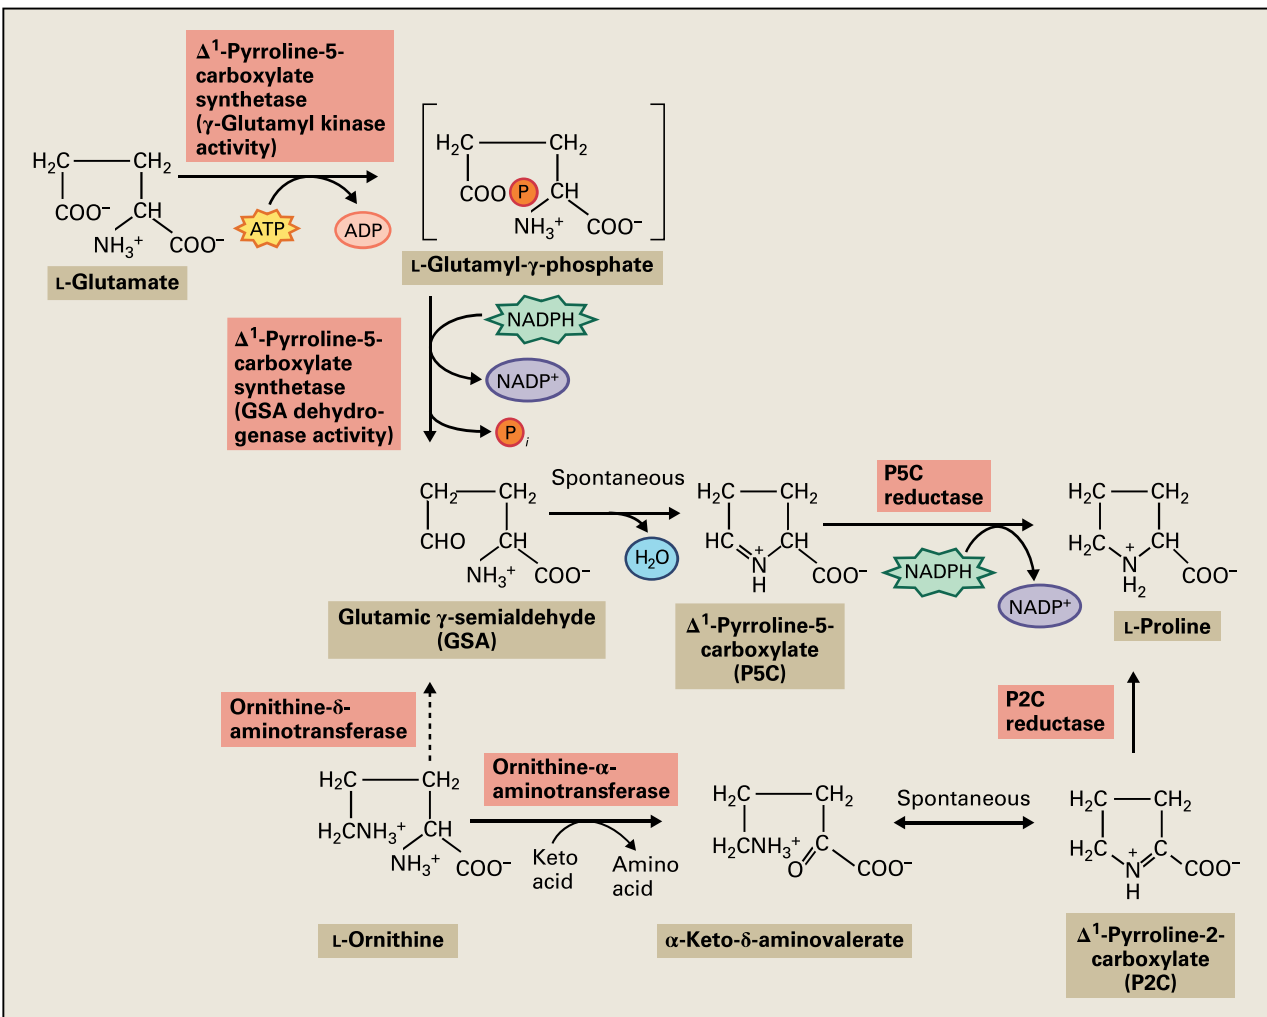 Δ¹-Pyrroline-5-
carboxylate
synthetase
(γ-Glutamyl kinase
activity)
H₂C
CH₂
COO⁻
CH
NH₃⁺
COO⁻
ATP
ADP
L-Glutamate
H₂C
CH₂
COO
P
CH
NH₃⁺
COO⁻
L-Glutamyl-γ-phosphate
Δ¹-Pyrroline-5-
carboxylate
synthetase
(GSA dehydro-
genase activity)
NADPH
NADP⁺
P i
CH₂
CH₂
CHO
CH
NH₃⁺
COO⁻
Glutamic γ-semialdehyde
(GSA)
Spontaneous
H₂O
H₂C
CH₂
HC
CH
+
N
H
COO⁻
Δ¹-Pyrroline-5-
carboxylate
(P5C)
P5C
reductase
NADPH
NADP⁺
H₂C
CH₂
H₂C
CH
+
N
H₂
COO⁻
L-Proline
Ornithine-δ-
aminotransferase
P2C
reductase
H₂C
CH₂
H₂CNH₃⁺
CH
NH₃⁺
COO⁻
L-Ornithine
Ornithine-α-
aminotransferase
Keto
acid
Amino
acid
H₂C
CH₂
H₂CNH₃⁺
C
O
COO⁻
α-Keto-δ-aminovalerate
Spontaneous
H₂C
CH₂
H₂C
C
+
N
H
COO⁻
Δ¹-Pyrroline-2-
carboxylate
(P2C)